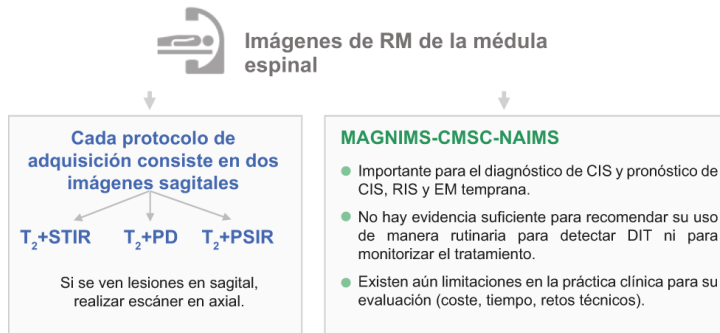 Imágenes de RM de la médula
espinal
Cada protocolo de
adquisición consiste en dos
imágenes sagitales
T₂+STIR T₂+PD T₂+PSIR
Si se ven lesiones en sagital,
realizar escáner en axial.
MAGNIMS-CMSC-NAIMS
Importante para el diagnóstico de CIS y pronóstico de
CIS, RIS y EM temprana.
No hay evidencia suficiente para recomendar su uso
de manera rutinaria para detectar DIT ni para
monitorizar el tratamiento.
Existen aún limitaciones en la práctica clínica para su
evaluación (coste, tiempo, retos técnicos).